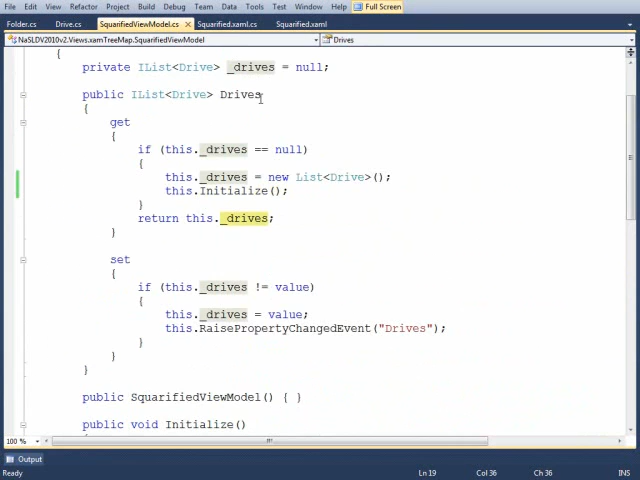 File Edit View Refactor Project Build Debug Team Data Tools Test Window Help Full Screen
Folder.cs Drive.cs SquarifiedViewModel.cs Squarified.xaml.cs Squarified.xaml
NaSLDV2010v2.Views.xamTreeMap.SquarifiedViewModel Drives
{
private IList<Drive> _drives = null;
public IList<Drive> Drives
{
get
{
if (this._drives == null)
{
this._drives = new List<Drive>();
this.Initialize();
}
return this._drives;
}
set
{
if (this._drives != value)
{
this._drives = value;
this.RaisePropertyChangedEvent("Drives");
}
}
}
public SquarifiedViewModel() { }
public void Initialize()
100 %
Output
Ready Ln 19 Col 36 Ch 36 INS